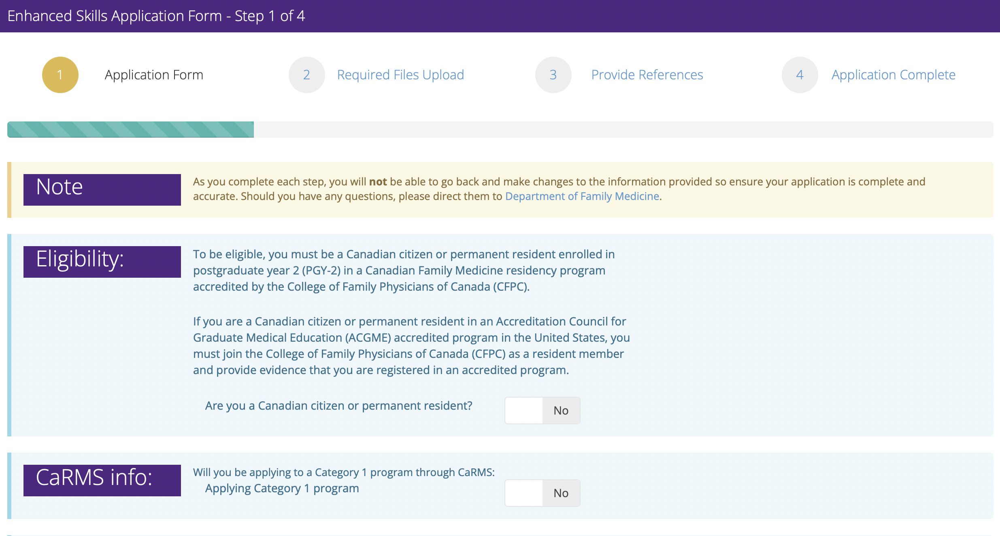 Enhanced Skills Application Form - Step 1 of 4
1 Application Form 2 Required Files Upload 3 Provide References 4 Application Complete
Note
As you complete each step, you will not be able to go back and make changes to the information provided so ensure your application is complete and
accurate. Should you have any questions, please direct them to Department of Family Medicine.
Eligibility:
To be eligible, you must be a Canadian citizen or permanent resident enrolled in
postgraduate year 2 (PGY-2) in a Canadian Family Medicine residency program
accredited by the College of Family Physicians of Canada (CFPC).
If you are a Canadian citizen or permanent resident in an Accreditation Council for
Graduate Medical Education (ACGME) accredited program in the United States, you
must join the College of Family Physicians of Canada (CFPC) as a resident member
and provide evidence that you are registered in an accredited program.
Are you a Canadian citizen or permanent resident? No
CaRMS info:
Will you be applying to a Category 1 program through CaRMS:
Applying Category 1 program No